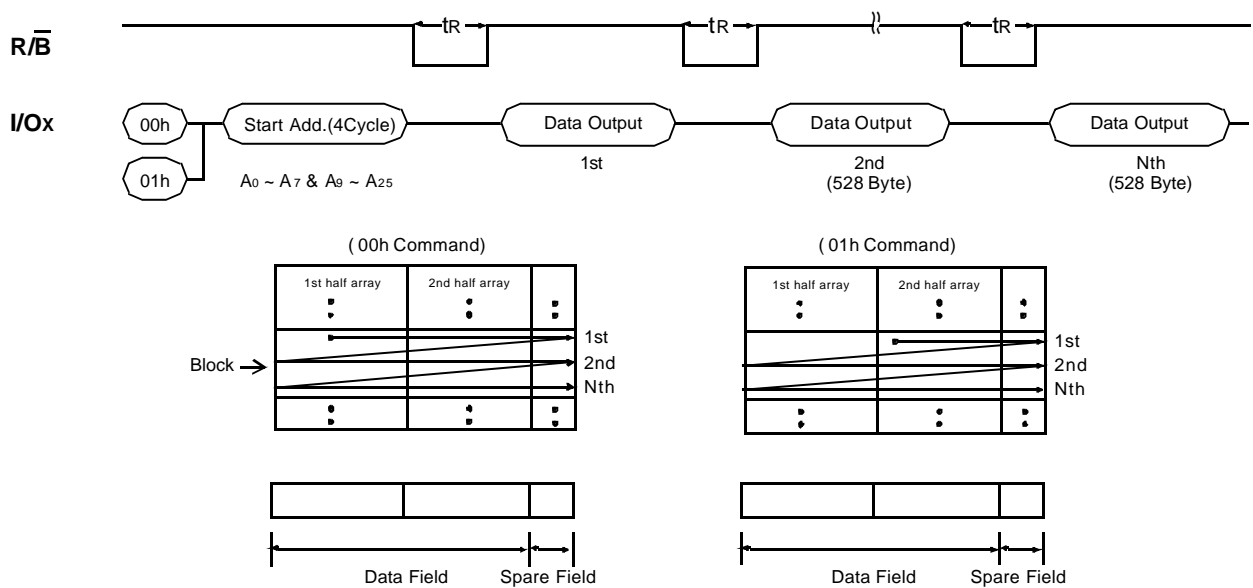 R/B
tR tR tR
I/Ox
00h Start Add.(4Cycle) Data Output Data Output Data Output
01h
A0 ~ A7 & A9 ~ A25
1st 2nd Nth
(528 Byte) (528 Byte)
( 00h Command) ( 01h Command)
1st half array 2nd half array 1st half array 2nd half array
1st 1st
Block 2nd 2nd
Nth Nth
Data Field Spare Field Data Field Spare Field